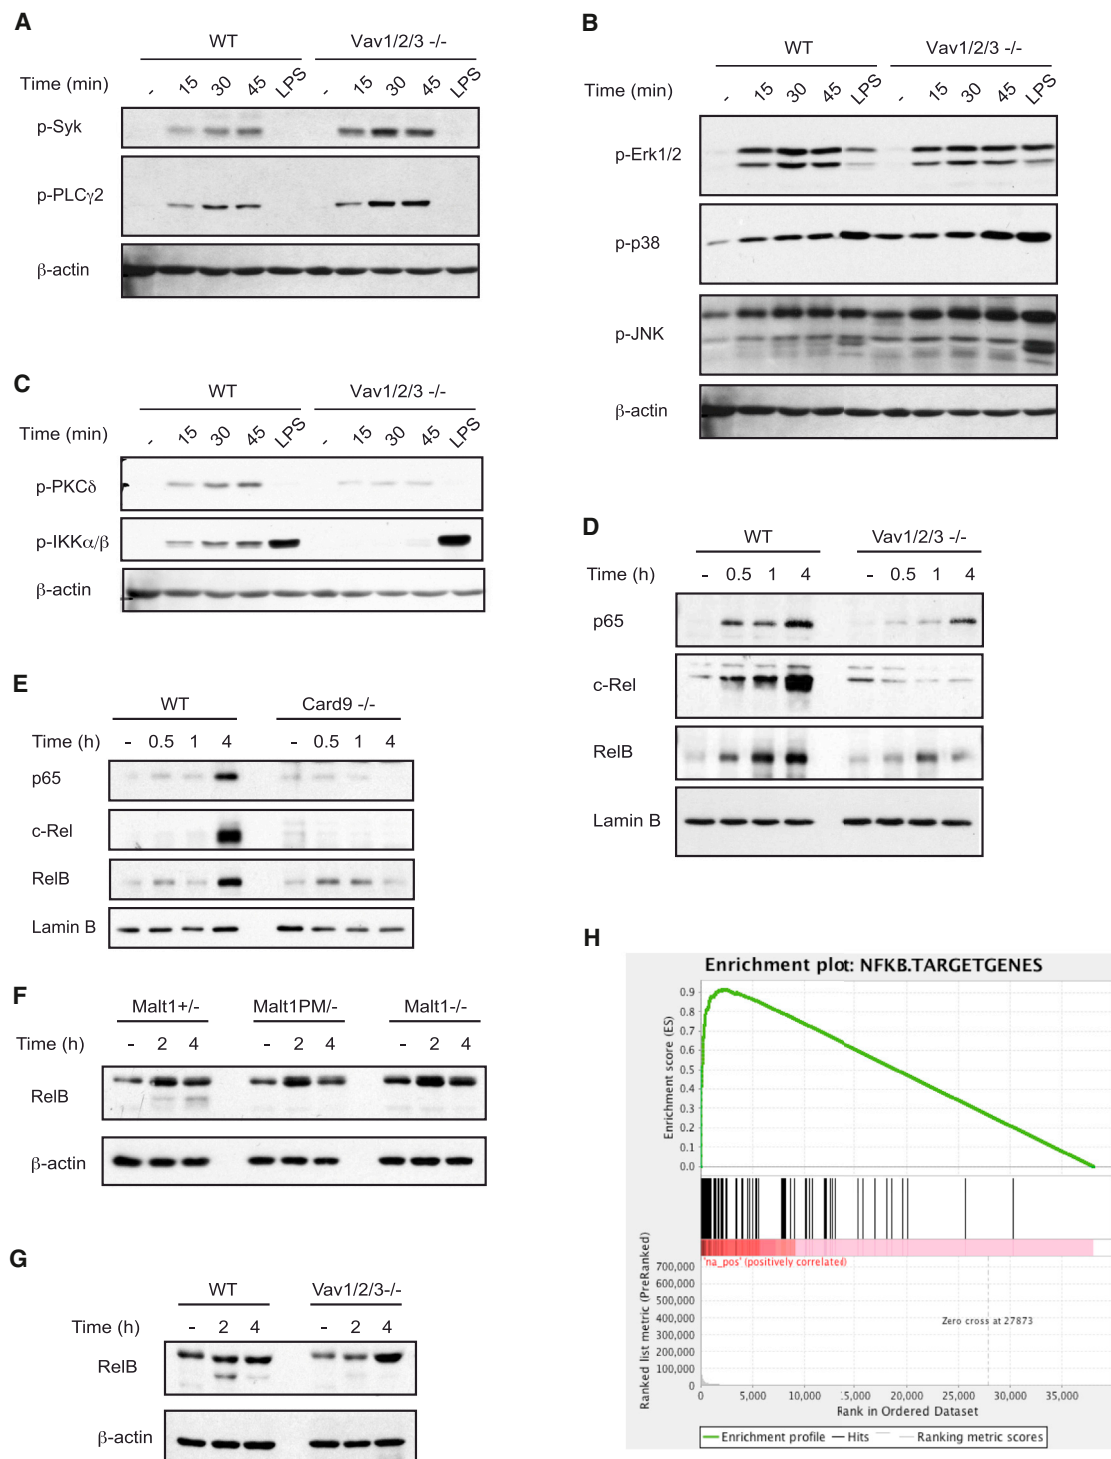 A
WT Vav1/2/3 -/-
Time (min) - 15 30 45 LPS - 15 30 45 LPS
p-Syk
p-PLCγ2
β-actin
B
WT Vav1/2/3 -/-
Time (min) - 15 30 45 LPS - 15 30 45 LPS
p-Erk1/2
p-p38
p-JNK
β-actin
C
WT Vav1/2/3 -/-
Time (min) - 15 30 45 LPS - 15 30 45 LPS
p-PKCδ
p-IKKα/β
β-actin
D
WT Vav1/2/3 -/-
Time (h) - 0.5 1 4 - 0.5 1 4
p65
c-Rel
RelB
Lamin B
E
WT Card9 -/-
Time (h) - 0.5 1 4 - 0.5 1 4
p65
c-Rel
RelB
Lamin B
F
Malt1+/- Malt1PM/- Malt1-/-
Time (h) - 2 4 - 2 4 - 2 4
RelB
β-actin
G
WT Vav1/2/3-/-
Time (h) - 2 4 - 2 4
RelB
β-actin
H
Enrichment plot: NFKB.TARGETGENES
Enrichment score (ES)
0.9
0.8
0.7
0.6
0.5
0.4
0.3
0.2
0.1
0.0
'na_pos' (positively correlated)
Ranked list metric (PreRanked)
700,000
600,000
500,000
400,000
300,000
200,000
100,000
0
Zero cross at 27873
0 5,000 10,000 15,000 20,000 25,000 30,000 35,000
Rank in Ordered Dataset
Enrichment profile Hits Ranking metric scores